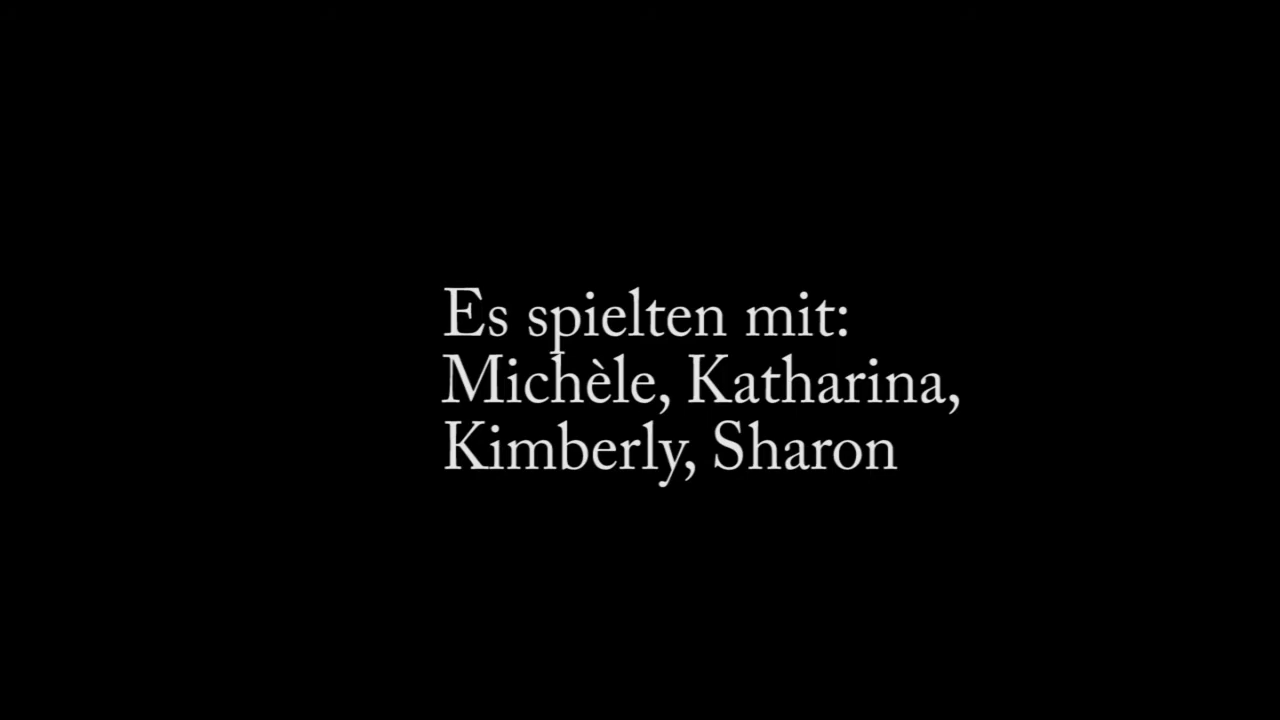 Es spielten mit:
Michèle, Katharina,
Kimberly, Sharon